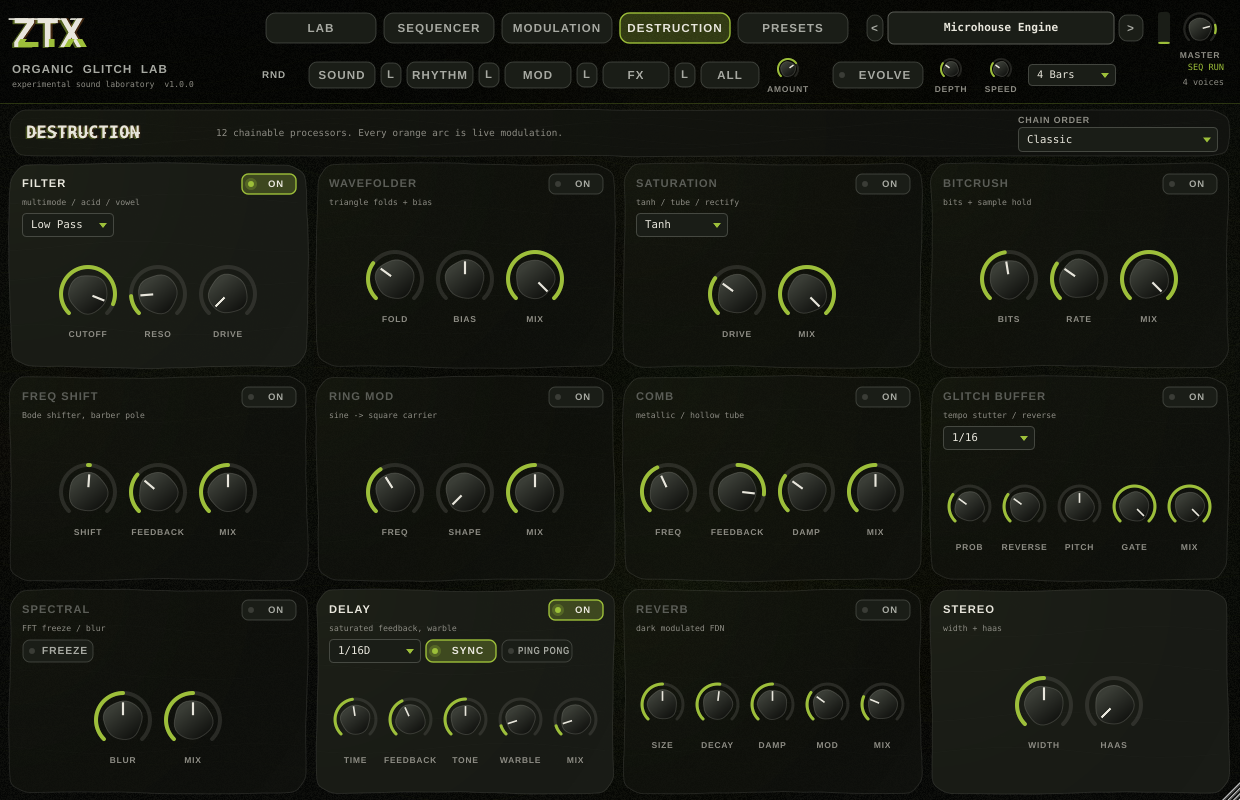 ZTX
LAB SEQUENCER MODULATION DESTRUCTION PRESETS < Microhouse Engine >
MASTER
ORGANIC GLITCH LAB
experimental sound laboratory v1.0.0
RND SOUND L RHYTHM L MOD L FX L ALL AMOUNT EVOLVE DEPTH SPEED 4 Bars
SEQ RUN
4 voices
DESTRUCTION
12 chainable processors. Every orange arc is live modulation.
CHAIN ORDER
Classic
FILTER ON
multimode / acid / vowel
Low Pass
CUTOFF RESO DRIVE
WAVEFOLDER ON
triangle folds + bias
FOLD BIAS MIX
SATURATION ON
tanh / tube / rectify
Tanh
DRIVE MIX
BITCRUSH ON
bits + sample hold
BITS RATE MIX
FREQ SHIFT ON
Bode shifter, barber pole
SHIFT FEEDBACK MIX
RING MOD ON
sine -> square carrier
FREQ SHAPE MIX
COMB ON
metallic / hollow tube
FREQ FEEDBACK DAMP MIX
GLITCH BUFFER ON
tempo stutter / reverse
1/16
PROB REVERSE PITCH GATE MIX
SPECTRAL ON
FFT freeze / blur
FREEZE
BLUR MIX
DELAY ON
saturated feedback, warble
1/16D SYNC PING PONG
TIME FEEDBACK TONE WARBLE MIX
REVERB ON
dark modulated FDN
SIZE DECAY DAMP MOD MIX
STEREO
width + haas
WIDTH HAAS